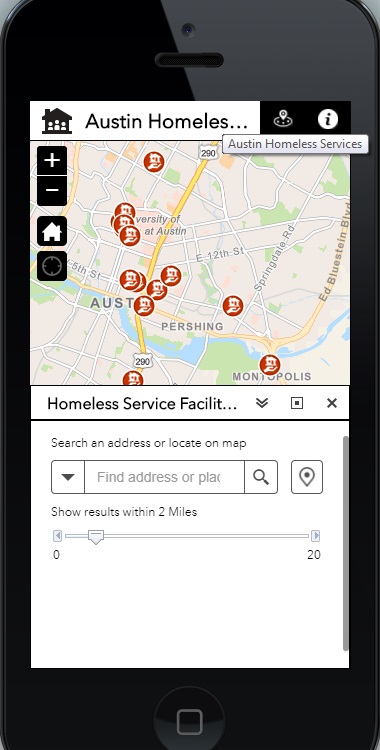 Austin Homeles...
Austin Homeless Services
290
versity of
at Austin
E 12th St
Springdale Rd
Ed Bluestein Blvd
5th St
AUST
PERSHING
290
MONTOPOLIS
Homeless Service Facilit...
Search an address or locate on map
Find address or plac
Show results within 2 Miles
0
20